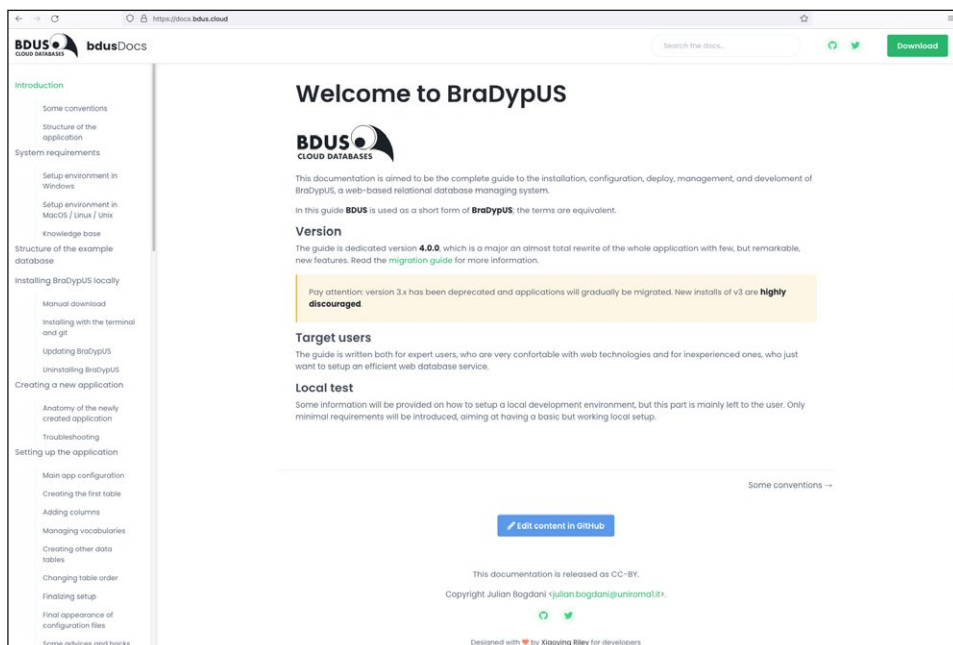 https://docs.bdus.cloud
BDUS
CLOUD DATABASES
bdusDocs
Search the docs...
Download
Introduction
Some conventions
Structure of the
application
System requirements
Setup environment in
Windows
Setup environment in
MacOS / Linux / Unix
Knowledge base
Structure of the example
database
Installing BraDypUS locally
Manual download
Installing with the terminal
and git
Updating BraDypUS
Uninstalling BraDypUS
Creating a new application
Anatomy of the newly
created application
Troubleshooting
Setting up the application
Main app configuration
Creating the first table
Adding columns
Managing vocabularies
Creating other data
tables
Changing table order
Finalizing setup
Final appearance of
configuration files
Some advices and hacks
Welcome to BraDypUS
BDUS
CLOUD DATABASES
This documentation is aimed to be the complete guide to the installation, configuration, deploy, management, and develoment of
BraDypUS, a web-based relational database managing system.
In this guide BDUS is used as a short form of BraDypUS; the terms are equivalent.
Version
The guide is dedicated version 4.0.0, which is a major an almost total rewrite of the whole application with few, but remarkable,
new features. Read the migration guide for more information.
Pay attention: version 3.x has been deprecated and applications will gradually be migrated. New installs of v3 are highly
discouraged.
Target users
The guide is written both for expert users, who are very confortable with web technologies and for inexperienced ones, who just
want to setup an efficient web database service.
Local test
Some information will be provided on how to setup a local development environment, but this part is mainly left to the user. Only
minimal requirements will be introduced, aiming at having a basic but working local setup.
Some conventions →
Edit content in GitHub
This documentation is released as CC-BY.
Copyright Julian Bogdani <julian.bogdani@uniroma1.it>.
Designed with ❤ by Xiaoying Riley for developers